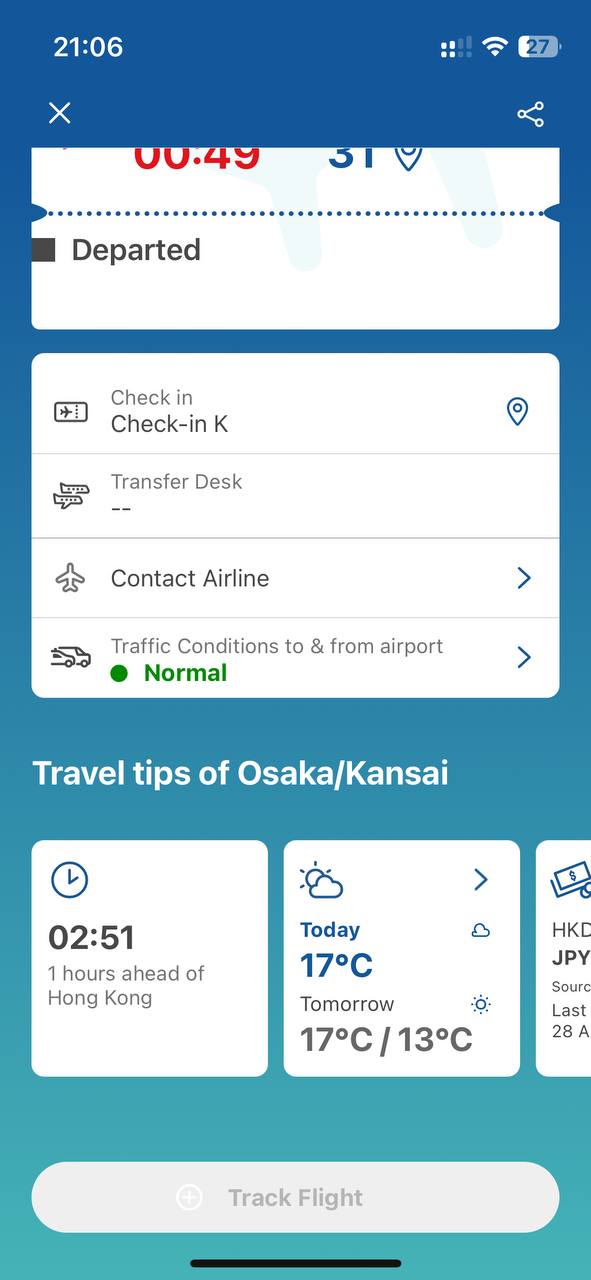 21:06
27
00:49
31
Departed
Check in
Check-in K
Transfer Desk
--
Contact Airline
Traffic Conditions to & from airport
Normal
Travel tips of Osaka/Kansai
02:51
1 hours ahead of
Hong Kong
Today
17°C
Tomorrow
17°C / 13°C
$
HKD
JPY
Sourc
Last
28 A
Track Flight